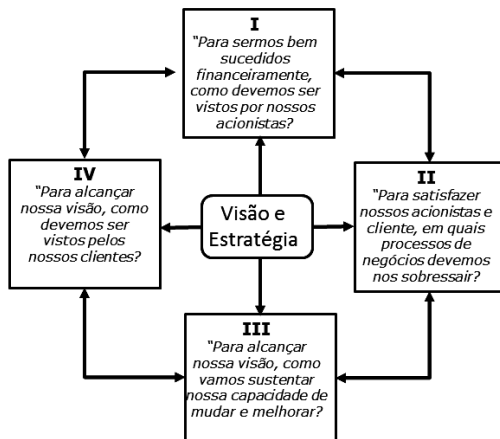 I
“Para sermos bem
sucedidos
financeiramente,
como devemos ser
vistos por nossos
acionistas?
IV
“Para alcançar
nossa visão, como
devemos ser
vistos pelos
nossos clientes?
Visão e
Estratégia
II
“Para satisfazer
nossos acionistas e
cliente, em quais
processos de
negócios devemos
nos sobressair?
III
“Para alcançar
nossa visão, como
vamos sustentar
nossa capacidade de
mudar e melhorar?